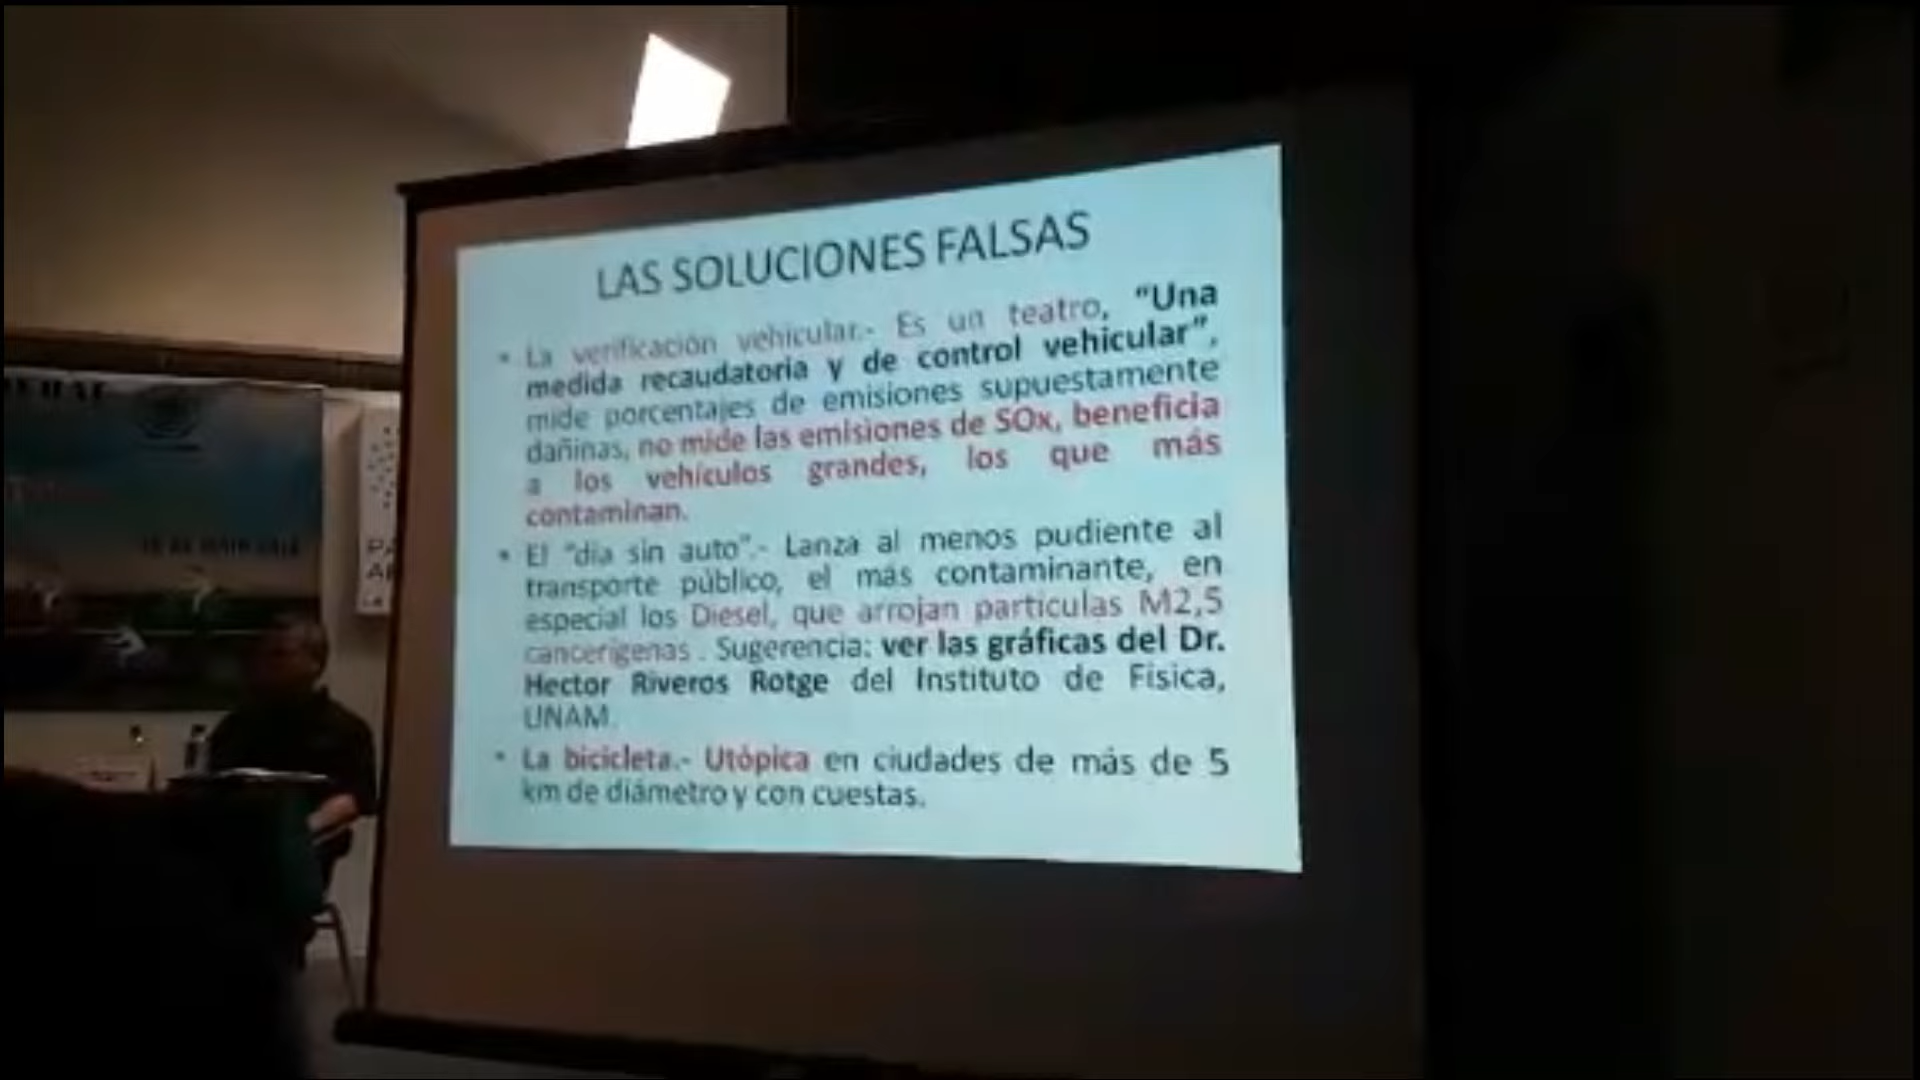 LAS SOLUCIONES FALSAS
• La verificación vehicular.- Es un teatro, “Una
medida recaudatoria y de control vehicular”,
mide porcentajes de emisiones supuestamente
dañinas, no mide las emisiones de SOx, beneficia
a los vehículos grandes, los que más
contaminan.
• El “dia sin auto”.- Lanza al menos pudiente al
transporte público, el más contaminante, en
especial los Diesel, que arrojan particulas M2,5
cancerigenas . Sugerencia: ver las gráficas del Dr.
Hector Riveros Rotge del Instituto de Fisica,
UNAM.
• La bicicleta.- Utópica en ciudades de más de 5
km de diámetro y con cuestas.